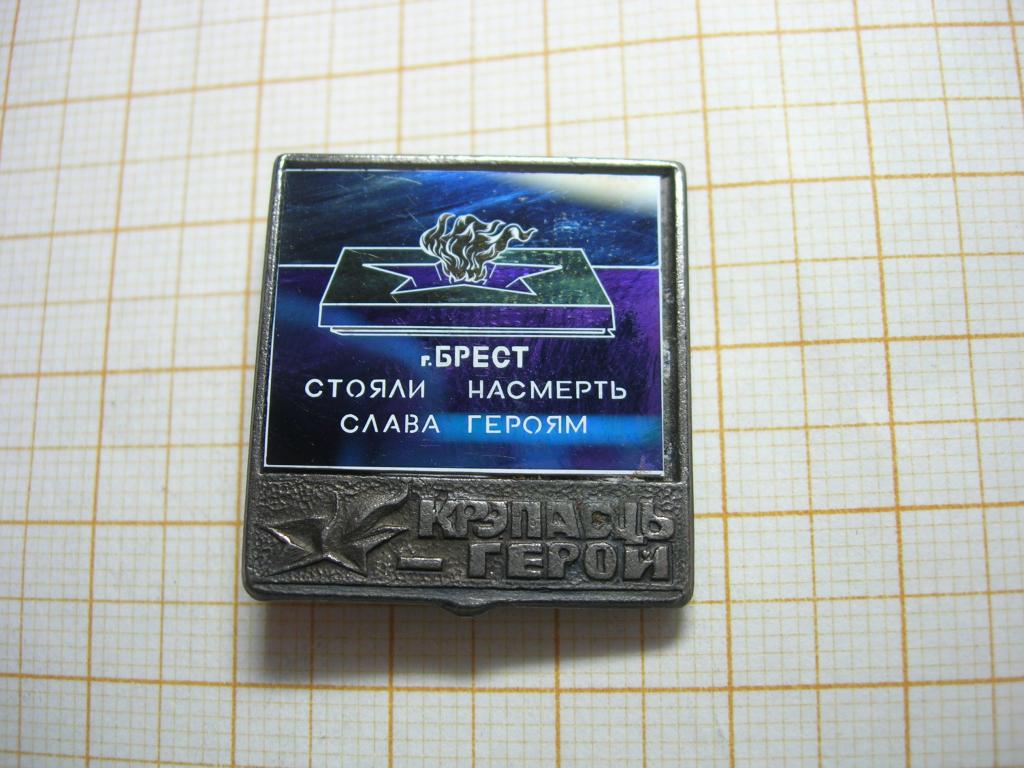 г. БРЕСТ
СТОЯЛИ НАСМЕРТЬ
СЛАВА ГЕРОЯМ
КРЭПАСЦЬ
– ГЕРОЙ